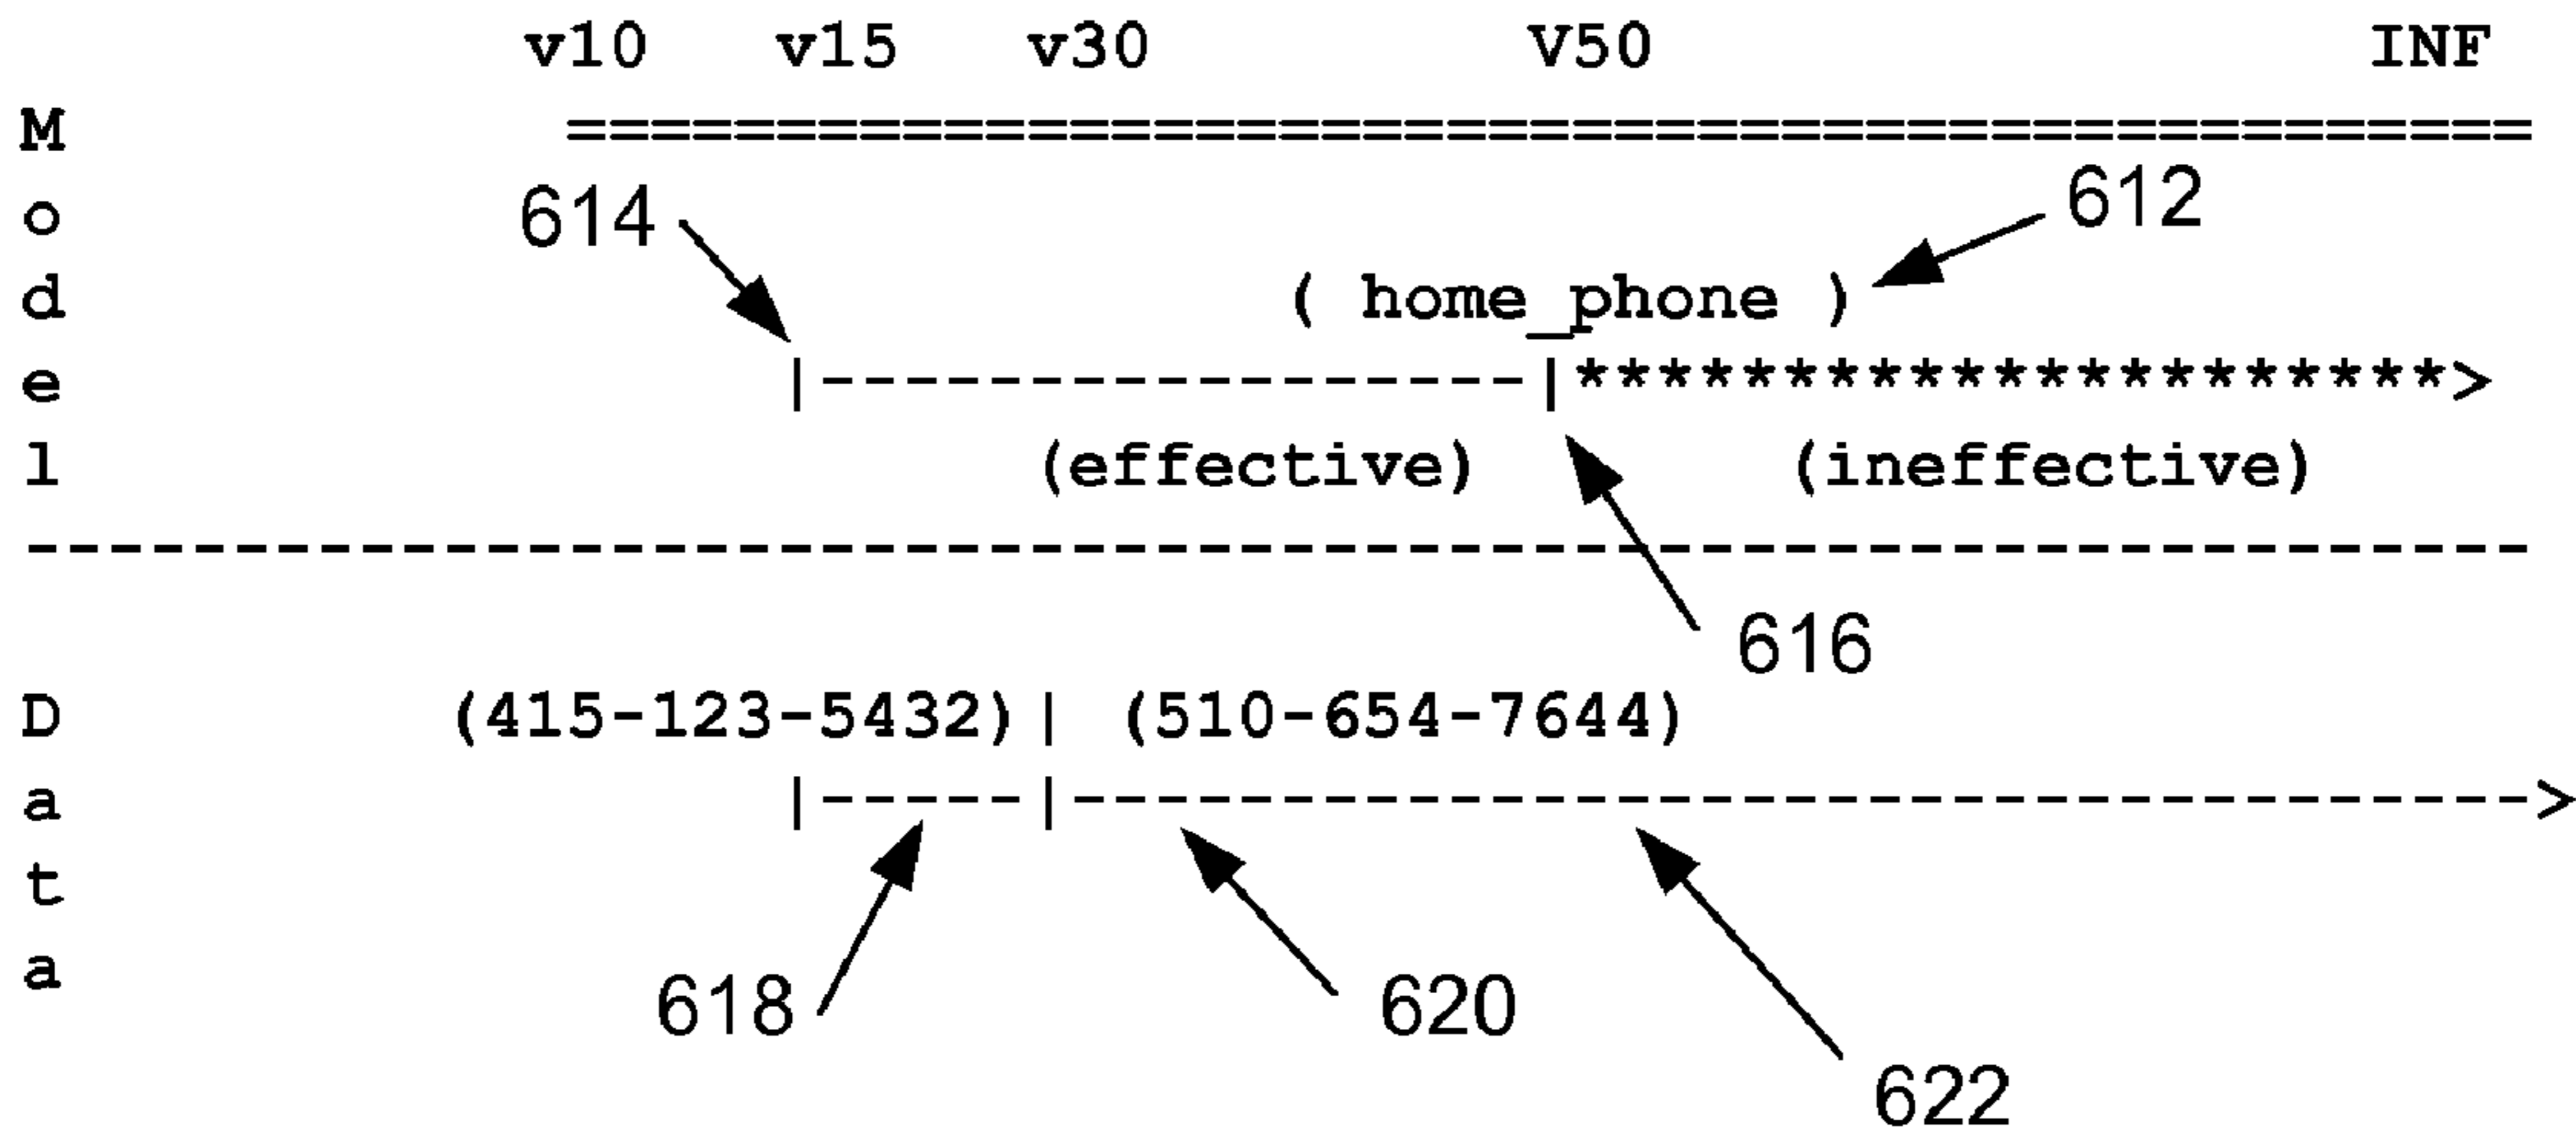 v10 v15 v30 V50 INF
M ===============================================
o 614 612
d ( home_phone )
e |-----------------|*********************>
l (effective) (ineffective)
------------------------------------------------------------
616
D (415-123-5432)| (510-654-7644)
a |-----|----------------------------------->
t
a 618 620
622